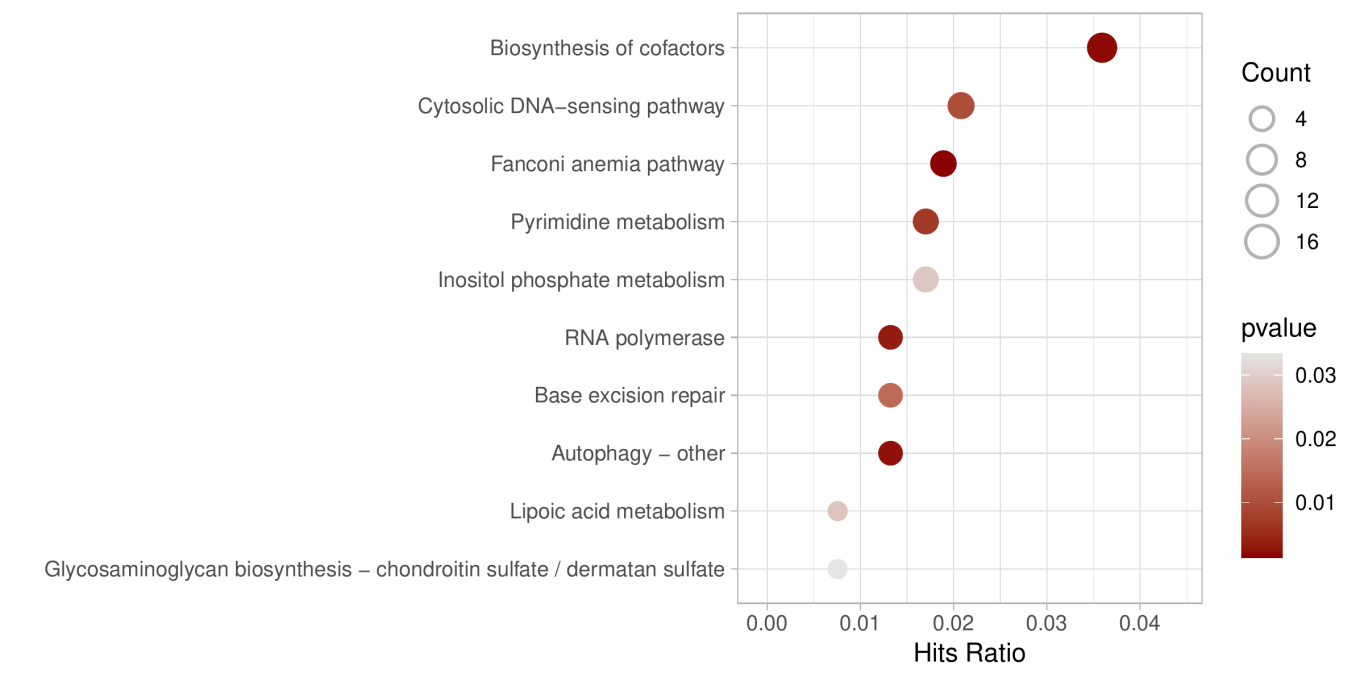 Biosynthesis of cofactors
Cytosolic DNA−sensing pathway
Fanconi anemia pathway
Pyrimidine metabolism
Inositol phosphate metabolism
RNA polymerase
Base excision repair
Autophagy − other
Lipoic acid metabolism
Glycosaminoglycan biosynthesis − chondroitin sulfate / dermatan sulfate
0.00 0.01 0.02 0.03 0.04
Hits Ratio
Count
4
8
12
16
pvalue
0.03
0.02
0.01